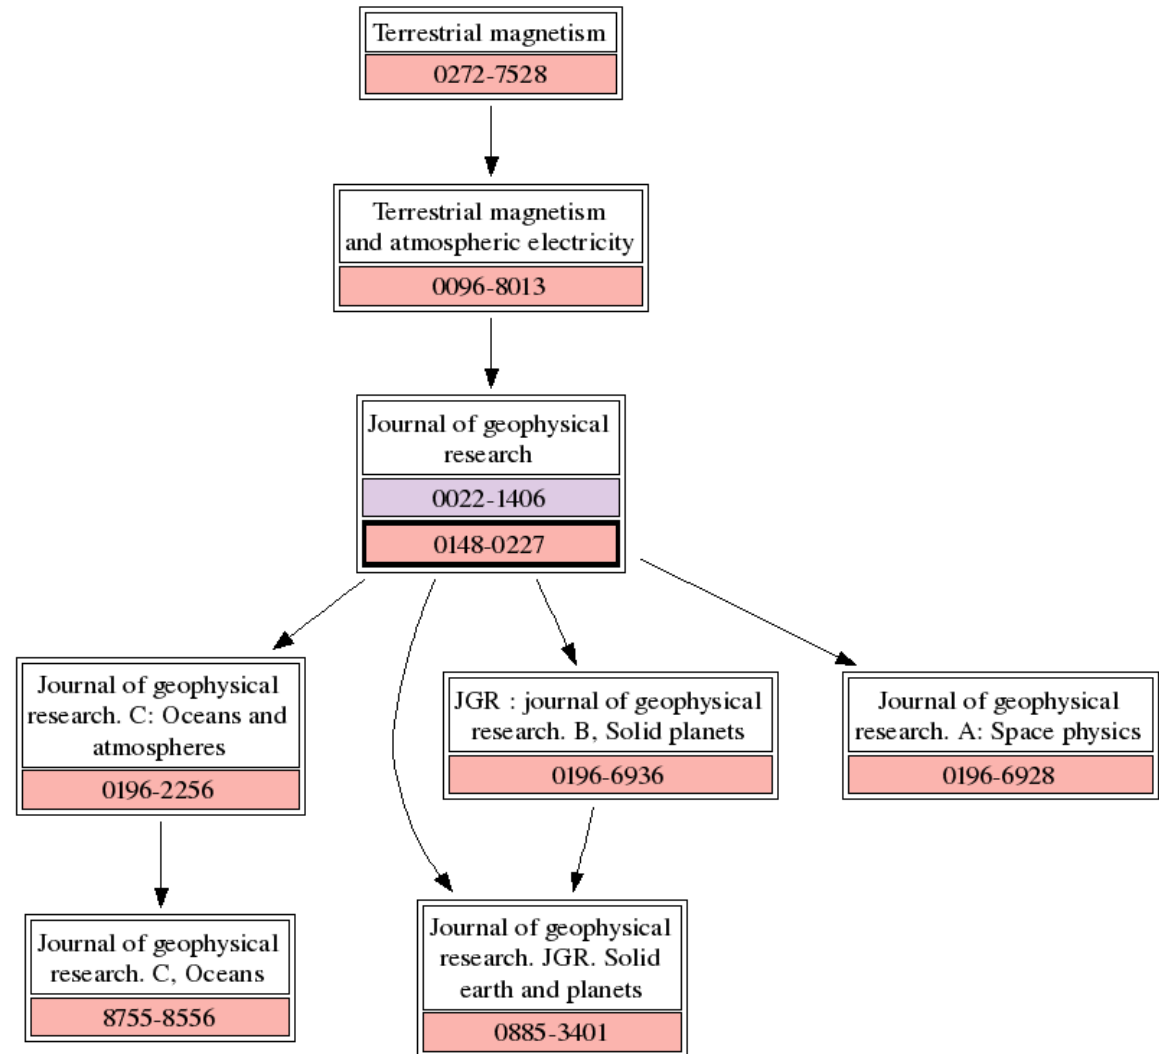 Terrestrial magnetism
0272-7528
Terrestrial magnetism
and atmospheric electricity
0096-8013
Journal of geophysical
research
0022-1406
0148-0227
Journal of geophysical
research. C: Oceans and
atmospheres
0196-2256
JGR : journal of geophysical
research. B, Solid planets
0196-6936
Journal of geophysical
research. A: Space physics
0196-6928
Journal of geophysical
research. C, Oceans
8755-8556
Journal of geophysical
research. JGR. Solid
earth and planets
0885-3401